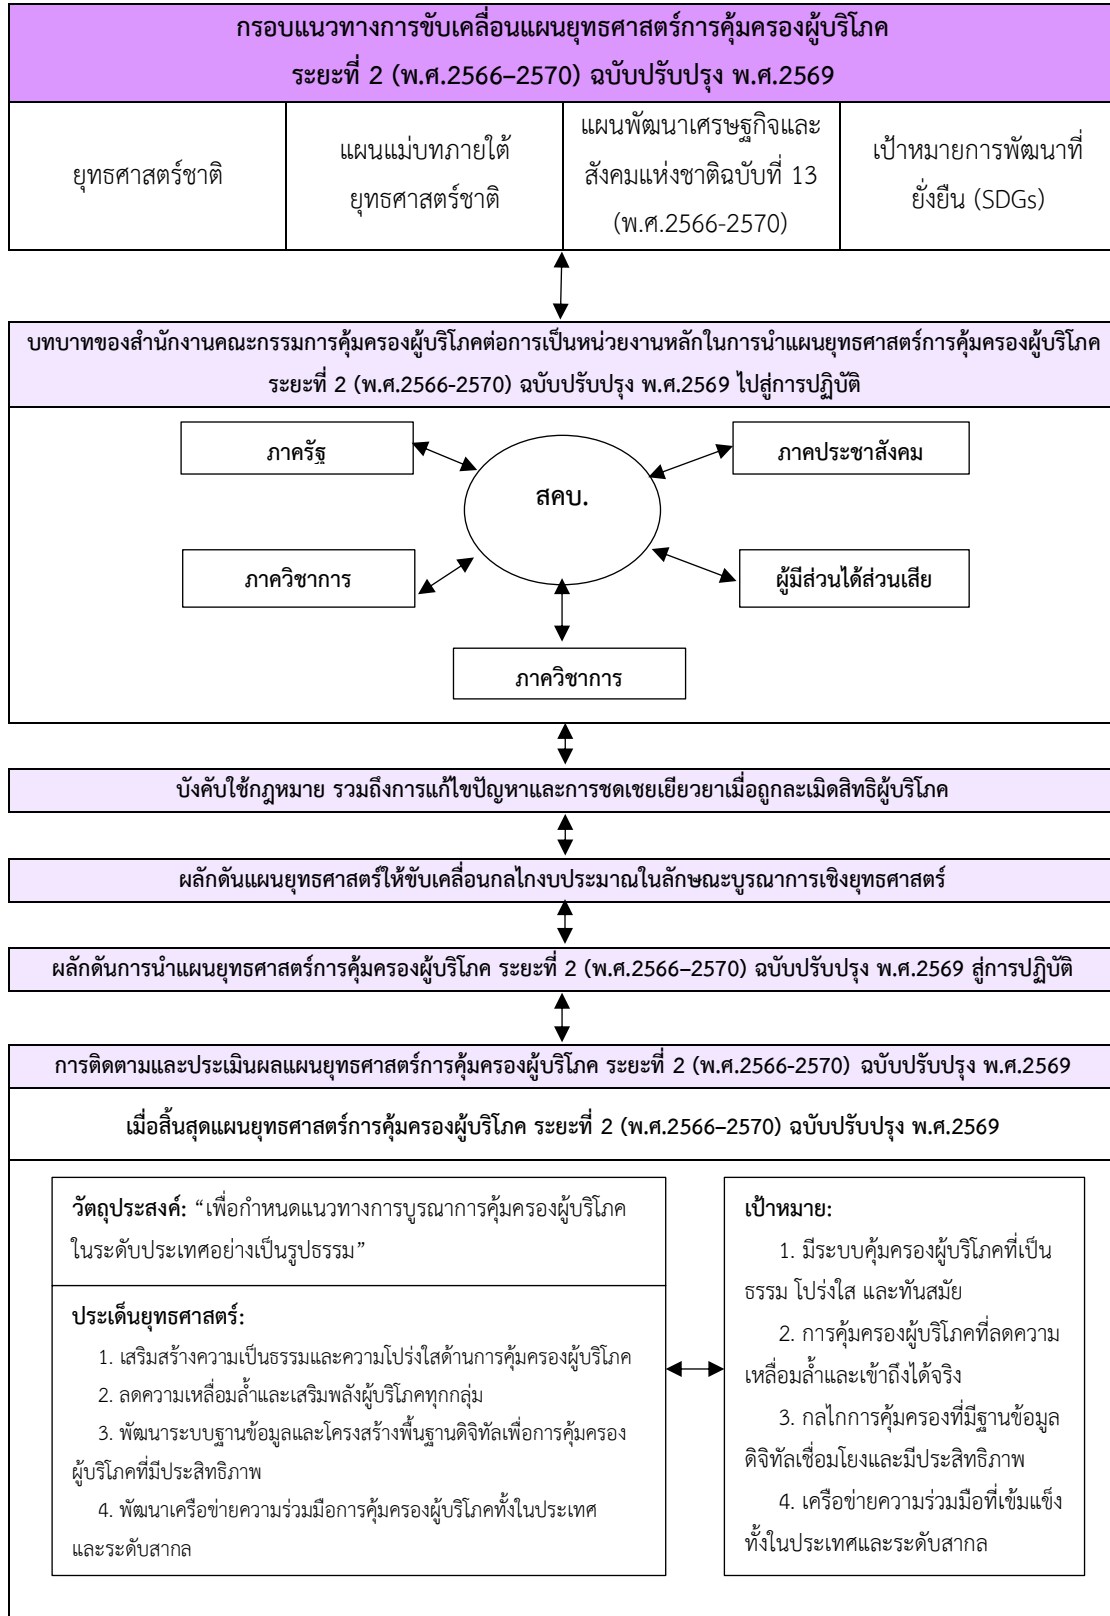 กรอบแนวทางการขับเคลื่อนแผนยุทธศาสตร์การคุ้มครองผู้บริโภค
ระยะที่ 2 (พ.ศ.2566–2570) ฉบับปรับปรุง พ.ศ.2569
ยุทธศาสตร์ชาติ
แผนแม่บทภายใต้
ยุทธศาสตร์ชาติ
แผนพัฒนาเศรษฐกิจและ
สังคมแห่งชาติฉบับที่ 13
(พ.ศ.2566-2570)
เป้าหมายการพัฒนาที่
ยั่งยืน (SDGs)
บทบาทของสำนักงานคณะกรรมการคุ้มครองผู้บริโภคต่อการเป็นหน่วยงานหลักในการนำแผนยุทธศาสตร์การคุ้มครองผู้บริโภค
ระยะที่ 2 (พ.ศ.2566-2570) ฉบับปรับปรุง พ.ศ.2569 ไปสู่การปฏิบัติ
ภาครัฐ
ภาคประชาสังคม
สคบ.
ภาควิชาการ
ผู้มีส่วนได้ส่วนเสีย
ภาควิชาการ
บังคับใช้กฎหมาย รวมถึงการแก้ไขปัญหาและการชดเชยเยียวยาเมื่อถูกละเมิดสิทธิผู้บริโภค
ผลักดันแผนยุทธศาสตร์ให้ขับเคลื่อนกลไกงบประมาณในลักษณะบูรณาการเชิงยุทธศาสตร์
ผลักดันการนำแผนยุทธศาสตร์การคุ้มครองผู้บริโภค ระยะที่ 2 (พ.ศ.2566–2570) ฉบับปรับปรุง พ.ศ.2569 สู่การปฏิบัติ
การติดตามและประเมินผลแผนยุทธศาสตร์การคุ้มครองผู้บริโภค ระยะที่ 2 (พ.ศ.2566-2570) ฉบับปรับปรุง พ.ศ.2569
เมื่อสิ้นสุดแผนยุทธศาสตร์การคุ้มครองผู้บริโภค ระยะที่ 2 (พ.ศ.2566–2570) ฉบับปรับปรุง พ.ศ.2569
วัตถุประสงค์: “เพื่อกำหนดแนวทางการบูรณาการคุ้มครองผู้บริโภค
ในระดับประเทศอย่างเป็นรูปธรรม”
ประเด็นยุทธศาสตร์:
1. เสริมสร้างความเป็นธรรมและความโปร่งใสด้านการคุ้มครองผู้บริโภค
2. ลดความเหลื่อมล้ำและเสริมพลังผู้บริโภคทุกกลุ่ม
3. พัฒนาระบบฐานข้อมูลและโครงสร้างพื้นฐานดิจิทัลเพื่อการคุ้มครอง
ผู้บริโภคที่มีประสิทธิภาพ
4. พัฒนาเครือข่ายความร่วมมือการคุ้มครองผู้บริโภคทั้งในประเทศ
และระดับสากล
เป้าหมาย:
1. มีระบบคุ้มครองผู้บริโภคที่เป็น
ธรรม โปร่งใส และทันสมัย
2. การคุ้มครองผู้บริโภคที่ลดความ
เหลื่อมล้ำและเข้าถึงได้จริง
3. กลไกการคุ้มครองที่มีฐานข้อมูล
ดิจิทัลเชื่อมโยงและมีประสิทธิภาพ
4. เครือข่ายความร่วมมือที่เข้มแข็ง
ทั้งในประเทศและระดับสากล